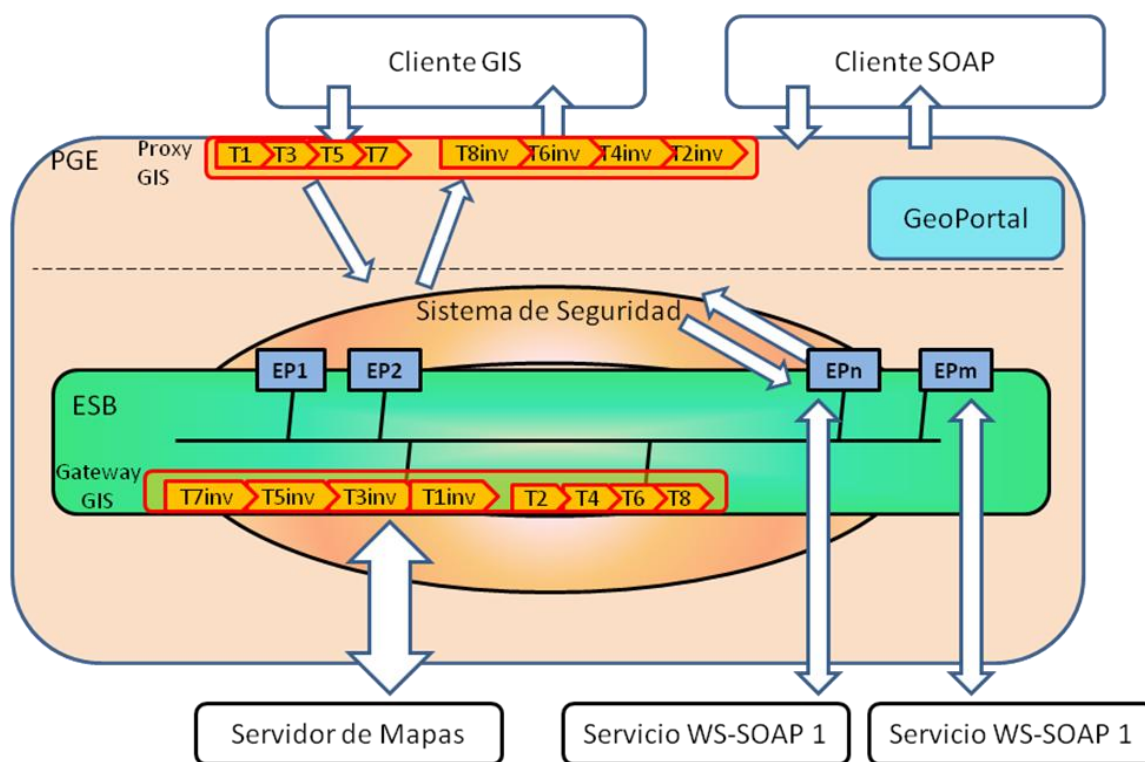 Cliente GIS
Cliente SOAP
PGE
Proxy
GIS
T1 T3 T5 T7
T8inv T6inv T4inv T2inv
GeoPortal
Sistema de Seguridad
EP1
EP2
EPn
EPm
ESB
Gateway
GIS
T7inv T5inv T3inv T1inv
T2 T4 T6 T8
Servidor de Mapas
Servicio WS-SOAP 1
Servicio WS-SOAP 1